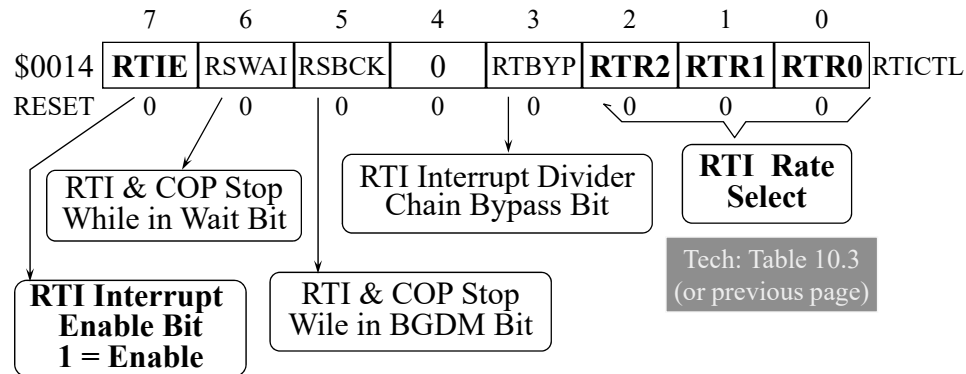 7 6 5 4 3 2 1 0
$0014 RTIE RSWAI RSBCK 0 RTBYP RTR2 RTR1 RTR0 RTICTL
RESET 0 0 0 0 0 0 0 0
RTI & COP Stop
While in Wait Bit
RTI Interrupt Divider
Chain Bypass Bit
RTI Rate
Select
Tech: Table 10.3
(or previous page)
RTI Interrupt
Enable Bit
1 = Enable
RTI & COP Stop
Wile in BGDM Bit